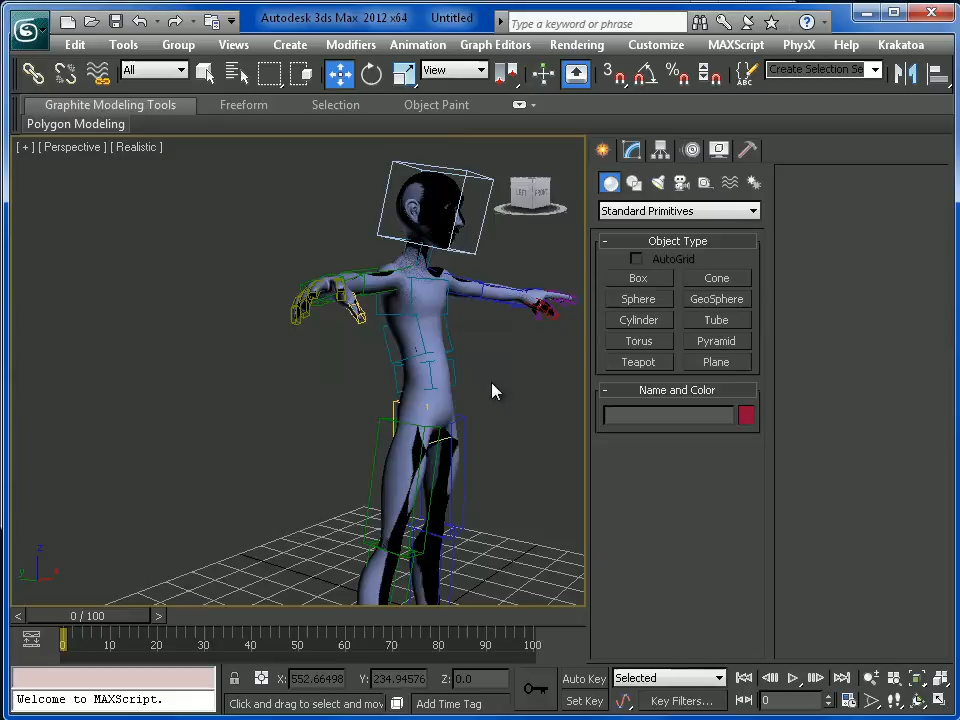 Autodesk 3ds Max 2012 x64 Untitled
Type a keyword or phrase
Edit Tools Group Views Create Modifiers Animation Graph Editors Rendering Customize MAXScript PhysX Help Krakatoa
All
View
3
ABC
Create Selection Se
Graphite Modeling Tools Freeform Selection Object Paint
Polygon Modeling
[ + ] [ Perspective ] [ Realistic ]
LEFT FRONT
Standard Primitives
- Object Type
AutoGrid
Box Cone
Sphere GeoSphere
Cylinder Tube
Torus Pyramid
Teapot Plane
- Name and Color
z
y x
< 0 / 100 >
0 10 20 30 40 50 60 70 80 90 100
X: 552.66498 Y: 234.94576 Z: 0.0
Auto Key Selected
Welcome to MAXScript.
Click and drag to select and mov
Add Time Tag
Set Key Key Filters...
0